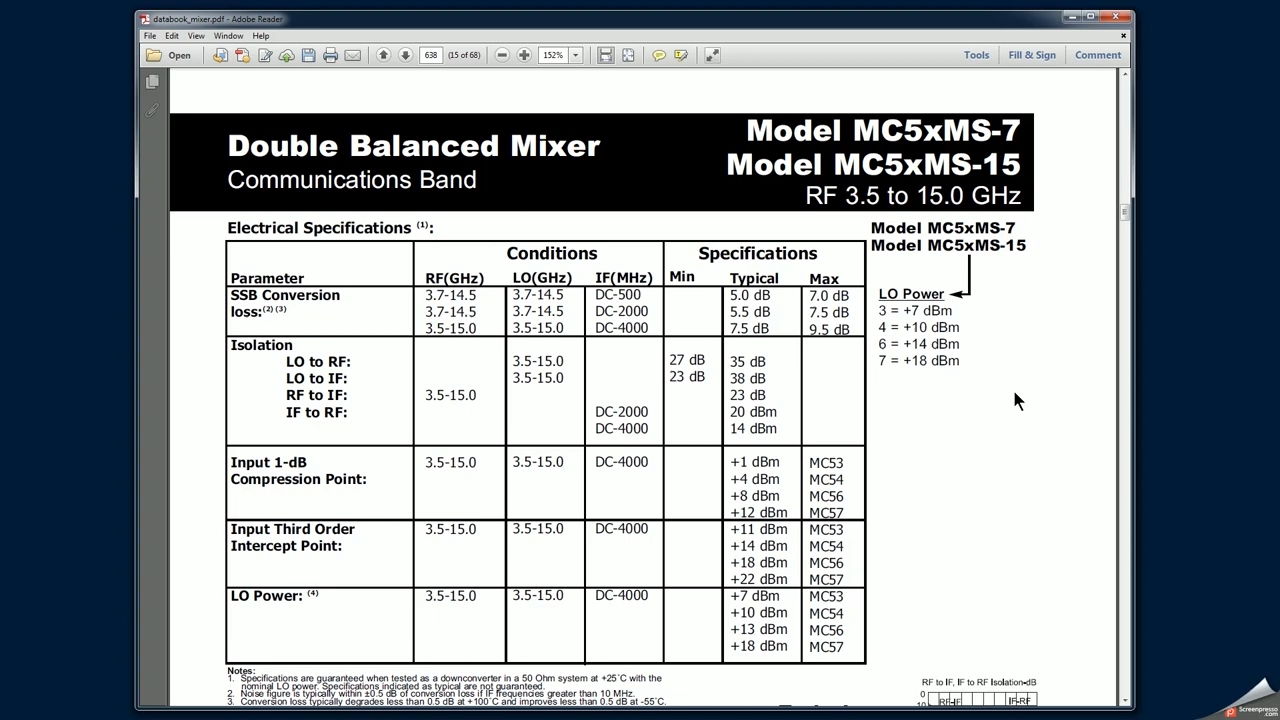 databook_mixer.pdf - Adobe Reader
File Edit View Window Help
Open 638 (15 of 68) 152% Tools Fill & Sign Comment
Double Balanced Mixer
Communications Band
Model MC5xMS-7
Model MC5xMS-15
RF 3.5 to 15.0 GHz
Electrical Specifications (1):
Model MC5xMS-7
Model MC5xMS-15
LO Power
3 = +7 dBm
4 = +10 dBm
6 = +14 dBm
7 = +18 dBm
Conditions Specifications
Parameter RF(GHz) LO(GHz) IF(MHz) Min Typical Max
SSB Conversion 3.7-14.5 3.7-14.5 DC-500 5.0 dB 7.0 dB
loss:(2) (3) 3.7-14.5 3.7-14.5 DC-2000 5.5 dB 7.5 dB
3.5-15.0 3.5-15.0 DC-4000 7.5 dB 9.5 dB
Isolation
LO to RF: 3.5-15.0 27 dB 35 dB
LO to IF: 3.5-15.0 23 dB 38 dB
RF to IF: 3.5-15.0 23 dB
IF to RF: DC-2000 20 dBm
DC-4000 14 dBm
Input 1-dB 3.5-15.0 3.5-15.0 DC-4000 +1 dBm MC53
Compression Point: +4 dBm MC54
+8 dBm MC56
+12 dBm MC57
Input Third Order 3.5-15.0 3.5-15.0 DC-4000 +11 dBm MC53
Intercept Point: +14 dBm MC54
+18 dBm MC56
+22 dBm MC57
LO Power: (4) 3.5-15.0 3.5-15.0 DC-4000 +7 dBm MC53
+10 dBm MC54
+13 dBm MC56
+18 dBm MC57
Notes:
1. Specifications are guaranteed when tested as a downconverter in a 50 Ohm system at +25˚C with the
nominal LO power. Specifications indicated as typical are not guaranteed.
2. Noise figure is typically within ±0.5 dB of conversion loss if IF frequencies greater than 10 MHz.
3. Conversion loss typically degrades less than 0.5 dB at +100˚C and improves less than 0.5 dB at -55˚C.
RF to IF, IF to RF Isolation-dB
0
10
RF-IF IF-RF
Screenpresso
.com